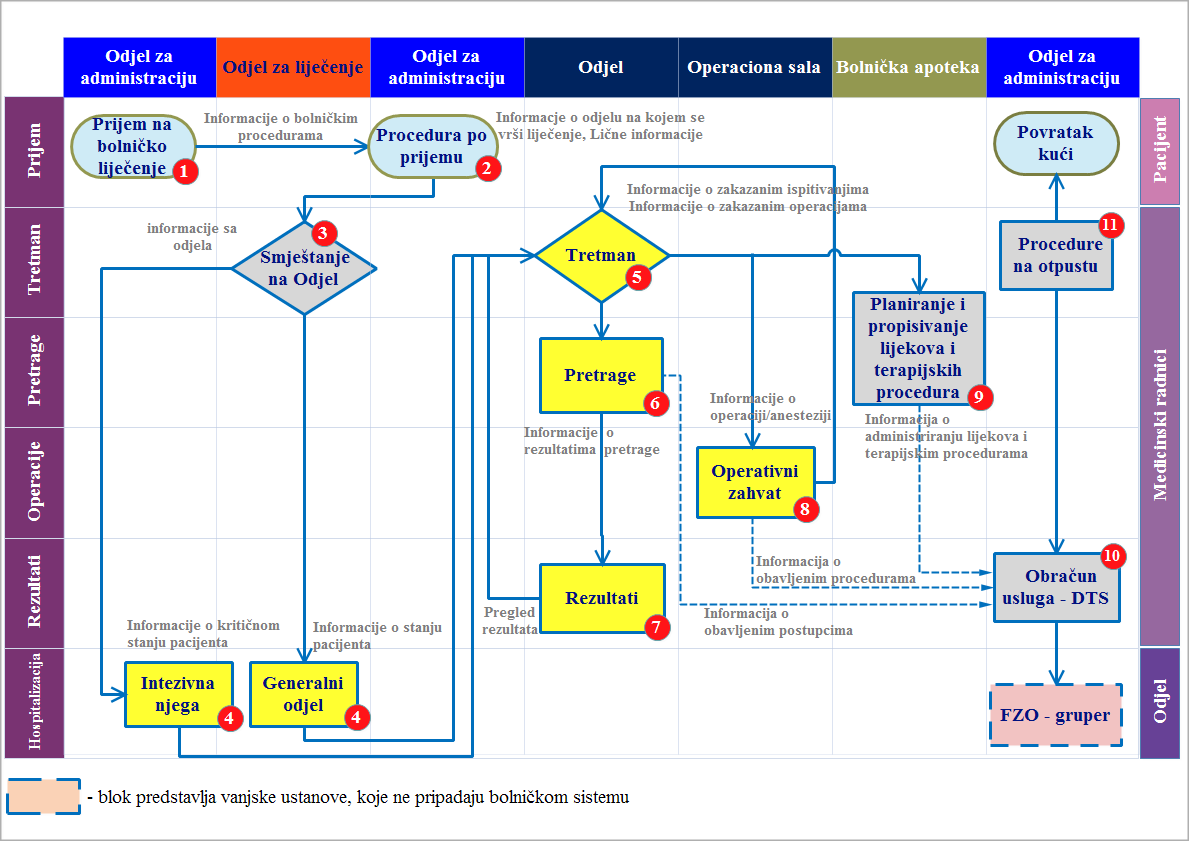 Odjel za
administraciju
Odjel za liječenje
Odjel za
administraciju
Odjel
Operaciona sala
Bolnička apoteka
Odjel za
administraciju
Prijem
Prijem na
bolničko
liječenje
1
Informacije o bolničkim
procedurama
Procedura po
prijemu
2
Informacje o odjelu na kojem se
vrši liječenje, Lične informacije
Povratak
kući
Pacijent
Tretman
informacije sa
odjela
3
Smještanje
na Odjel
Informacije o zakazanim ispitivanjima
Informacije o zakazanim operacijama
Tretman
5
11
Procedure
na otpustu
Pretrage
Pretrage
6
Planiranje i
propisivanje
lijekova i
terapijskih
procedura
9
Informacije o
operaciji/anesteziji
Informacija o
administriranju lijekova i
terapijskim procedurama
Medicinski radnici
Operacije
Informacije o
rezultatima pretrage
Operativni
zahvat
8
Rezultati
Rezultati
7
Pregled
rezultata
Informacija o
obavljenim procedurama
Informacija o
obavljenim postupcima
10
Obračun
usluga - DTS
Informacije o kritičnom
stanju pacijenta
Informacije o stanju
pacijenta
Hospitalizacija
Intezivna
njega
4
Generalni
odjel
4
FZO - gruper
Odjel
- blok predstavlja vanjske ustanove, koje ne pripadaju bolničkom sistemu